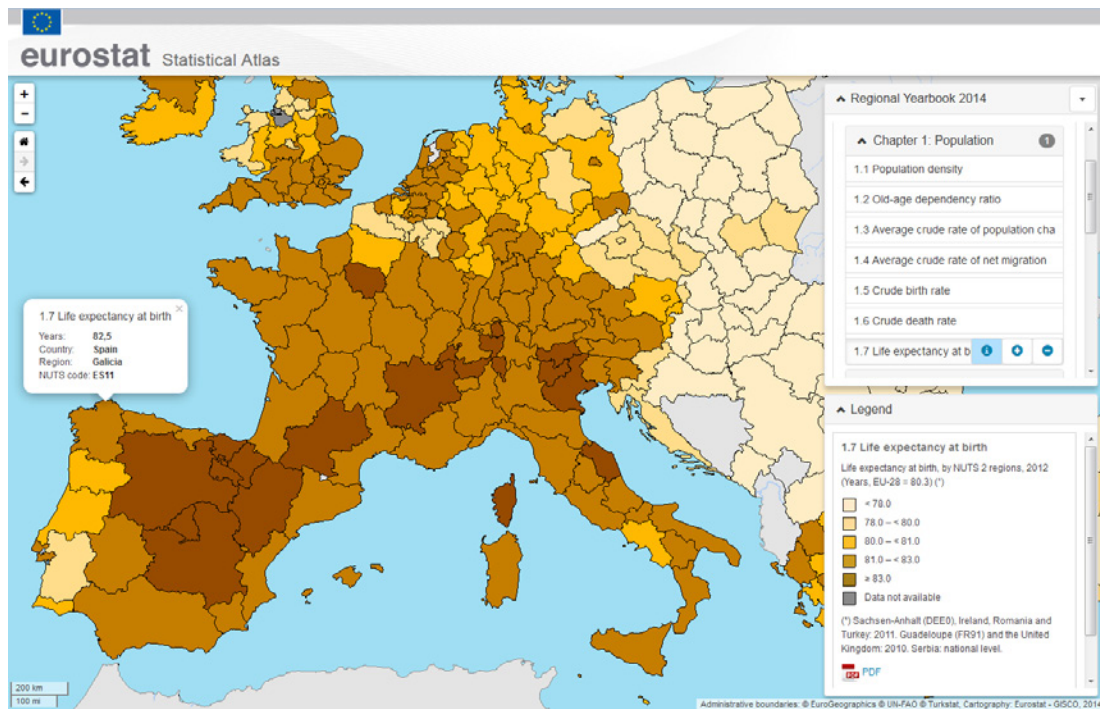 eurostat Statistical Atlas
+
−
Regional Yearbook 2014
Chapter 1: Population 1
1.1 Population density
1.2 Old-age dependency ratio
1.3 Average crude rate of population cha
1.4 Average crude rate of net migration
1.5 Crude birth rate
1.6 Crude death rate
1.7 Life expectancy at b
1.7 Life expectancy at birth
Years: 82,5
Country: Spain
Region: Galicia
NUTS code: ES11
Legend
1.7 Life expectancy at birth
Life expectancy at birth, by NUTS 2 regions, 2012
(Years, EU-28 = 80.3) (*)
< 78.0
78.0 – < 80.0
80.0 – < 81.0
81.0 – < 83.0
≥ 83.0
Data not available
(*) Sachsen-Anhalt (DEE0), Ireland, Romania and
Turkey: 2011. Guadeloupe (FR91) and the United
Kingdom: 2010. Serbia: national level.
PDF
200 km
100 mi
Administrative boundaries: © EuroGeographics © UN-FAO © Turkstat, Cartography: Eurostat - GISCO, 2014